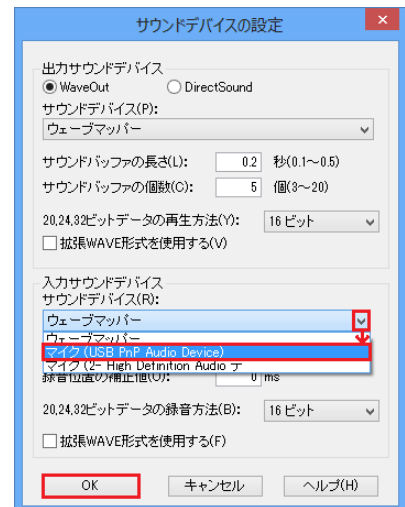 サウンドデバイスの設定
出力サウンドデバイス
WaveOut
DirectSound
サウンドデバイス(P):
ウェーブマッパー
サウンドバッファの長さ(L): 0.2 秒(0.1～0.5)
サウンドバッファの個数(C): 5 個(3～20)
20,24,32ビットデータの再生方法(Y): 16 ビット
拡張WAVE形式を使用する(V)
入力サウンドデバイス
サウンドデバイス(R):
ウェーブマッパー
ウェーブマッパー
マイク (USB PnP Audio Device)
マイク (2- High Definition Audio デ
録音位置の補正値(O): 0 ms
20,24,32ビットデータの録音方法(B): 16 ビット
拡張WAVE形式を使用する(F)
OK
キャンセル
ヘルプ(H)